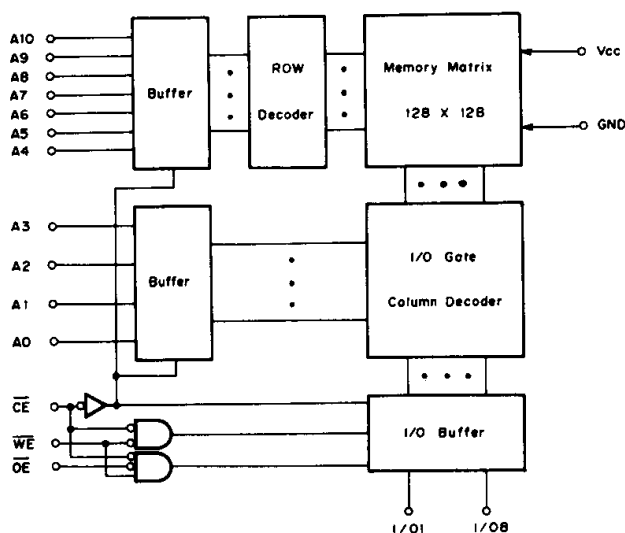 A10
A9
A8
A7
A6
A5
A4
Buffer
ROW
Decoder
Memory Matrix
128 X 128
Vcc
GND
A3
A2
A1
A0
Buffer
I/O Gate
Column Decoder
CE
WE
OE
I/O Buffer
I/O1
I/O8